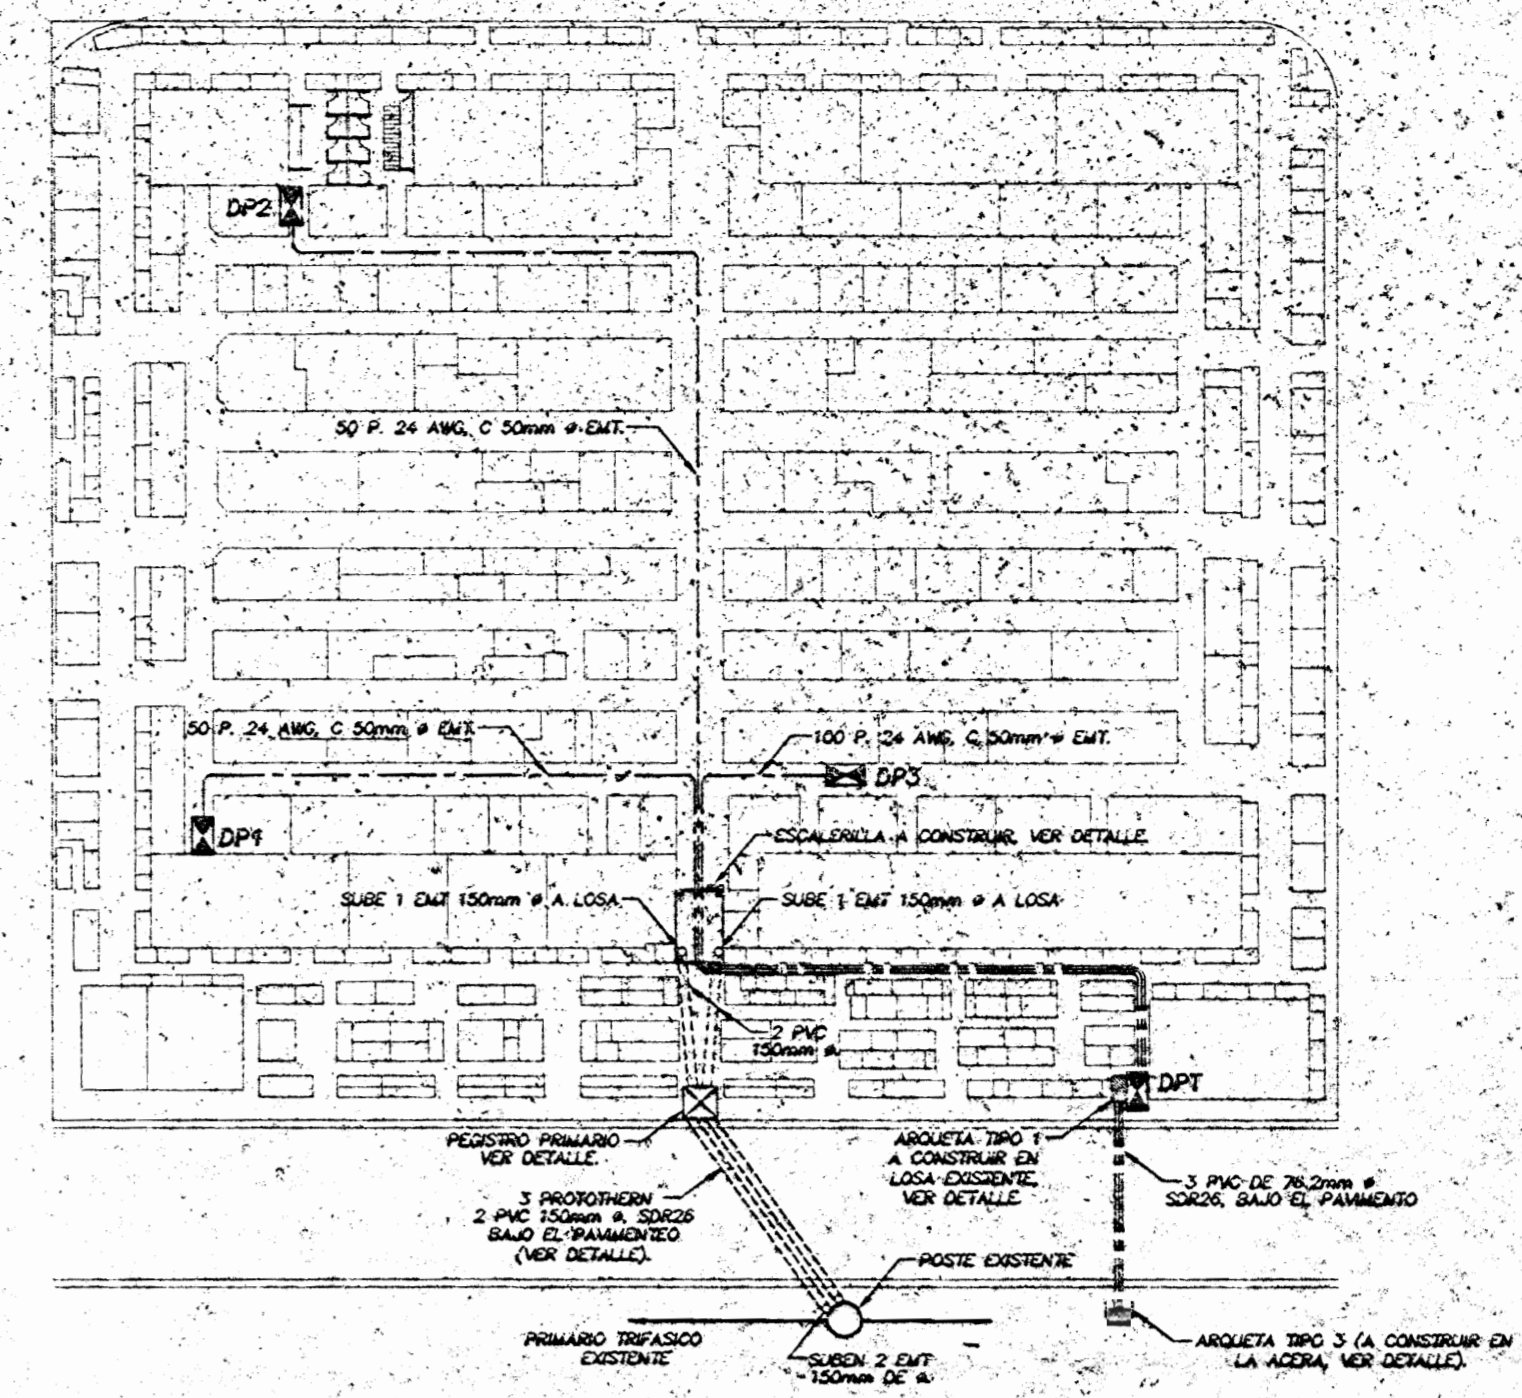 DP2
50 P. 24 AWG, C 50mm ø EMT.
50 P. 24 AWG, C 50mm ø EMT.
100 P. 24 AWG, C 50mm ø EMT.
DP3
DP4
ESCALERILLA A CONSTRUIR, VER DETALLE
SUBE 1 EMT 150mm ø A LOSA
SUBE 1 EMT 150mm ø A LOSA
2 PVC
150mm ø
DPT
REGISTRO PRIMARIO
VER DETALLE.
ARQUETA TIPO 1
A CONSTRUIR EN
LOSA EXISTENTE,
VER DETALLE
3 PROTOTHERN
2 PVC 150mm ø, SDR26
BAJO EL PAVIMENTEO
(VER DETALLE).
3 PVC DE 76.2mm ø
SDR26, BAJO EL PAVIMENTO
POSTE EXISTENTE
PRIMARIO TRIFASICO
EXISTENTE
SUBEN 2 EMT
150mm DE ø
ARQUETA TIPO 3 (A CONSTRUIR EN
LA ACERA, VER DETALLE).